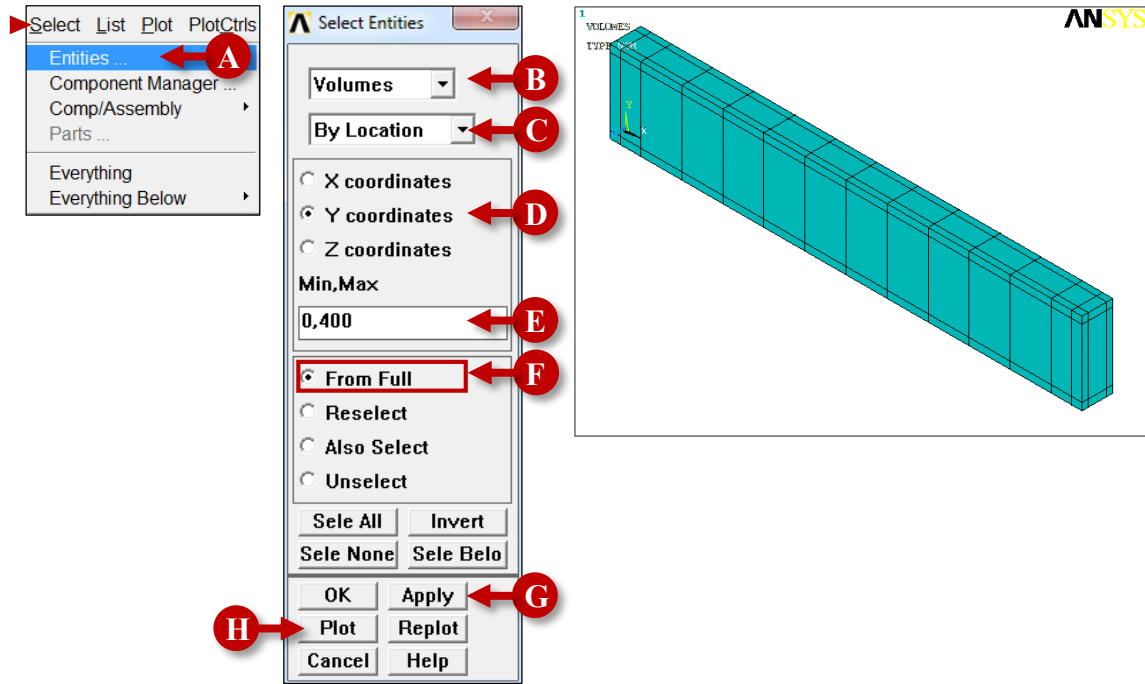 Select List Plot PlotCtrls
Entities ...
A
Component Manager ...
Comp/Assembly
Parts ...
Everything
Everything Below
Select Entities
Volumes
B
By Location
C
X coordinates
Y coordinates
D
Z coordinates
Min,Max
0,400
E
From Full
F
Reselect
Also Select
Unselect
Sele All Invert
Sele None Sele Belo
OK Apply
G
H
Plot Replot
Cancel Help
1
VOLUMES
TYPE NUM
ANSYS
Y
X